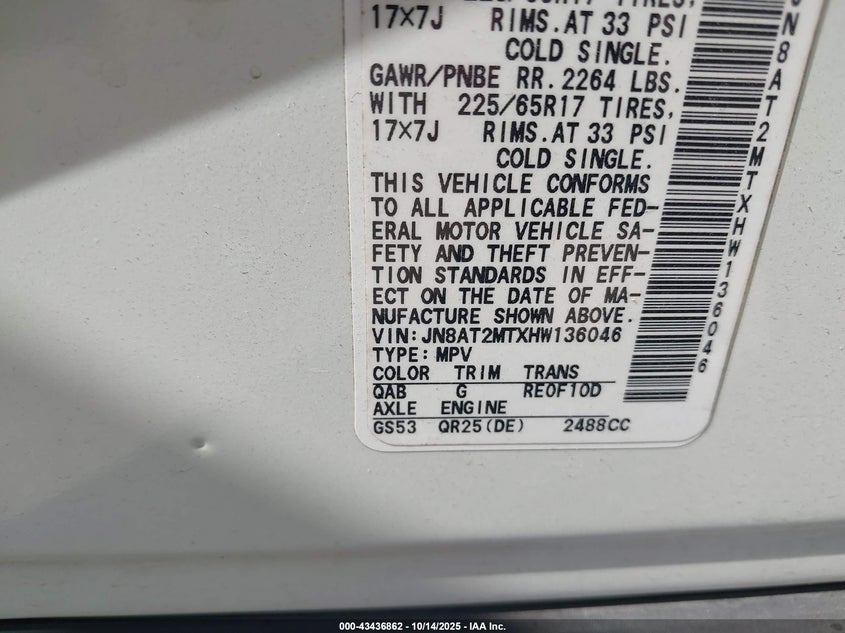 17×7J RIMS.AT 33 PSI
COLD SINGLE.
GAWR/PNBE RR.2264 LBS.
WITH 225/65R17 TIRES,
17×7J RIMS.AT 33 PSI
COLD SINGLE.
THIS VEHICLE CONFORMS
TO ALL APPLICABLE FED-
ERAL MOTOR VEHICLE SA-
FETY AND THEFT PREVEN-
TION STANDARDS IN EFF-
ECT ON THE DATE OF MA-
NUFACTURE SHOWN ABOVE.
VIN:JN8AT2MTXHW136046
TYPE:MPV
COLOR TRIM TRANS
QAB G RE0F10D
AXLE ENGINE
GS53 QR25(DE) 2488CC
N8AT2MTXHW136046
000-43436862 - 10/14/2025 - IAA Inc.